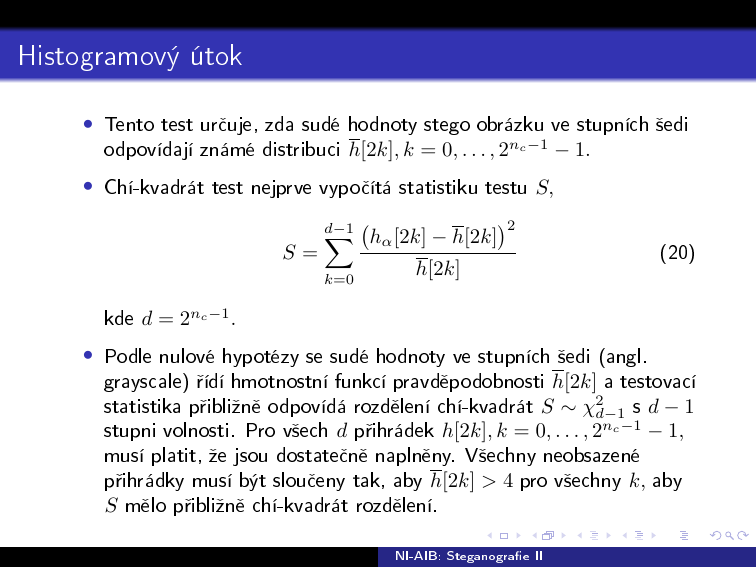 Histogramový útok
• Tento test určuje, zda sudé hodnoty stego obrázku ve stupních šedi
odpovídají známé distribuci $\overline{h}[2k], k = 0, \ldots, 2^{n_c-1} - 1$.
• Chí-kvadrát test nejprve vypočítá statistiku testu $S$,
$S = \sum_{k=0}^{d-1} \frac{\left(h_\alpha[2k] - \overline{h}[2k]\right)^2}{\overline{h}[2k]}$ (20)
kde $d = 2^{n_c-1}$.
• Podle nulové hypotézy se sudé hodnoty ve stupních šedi (angl.
grayscale) řídí hmotnostní funkcí pravděpodobnosti $\overline{h}[2k]$ a testovací
statistika přibližně odpovídá rozdělení chí-kvadrát $S \sim \chi^2_{d-1}$ s $d - 1$
stupni volnosti. Pro všech $d$ přihrádek $h[2k], k = 0, \ldots, 2^{n_c-1} - 1$,
musí platit, že jsou dostatečně naplněny. Všechny neobsazené
přihrádky musí být sloučeny tak, aby $\overline{h}[2k] > 4$ pro všechny $k$, aby
$S$ mělo přibližně chí-kvadrát rozdělení.
NI-AIB: Steganografie II